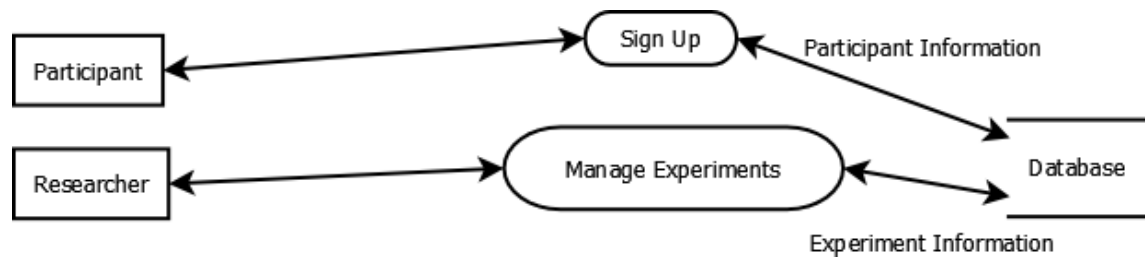 Sign Up
Participant Information
Participant
Manage Experiments
Database
Researcher
Experiment Information